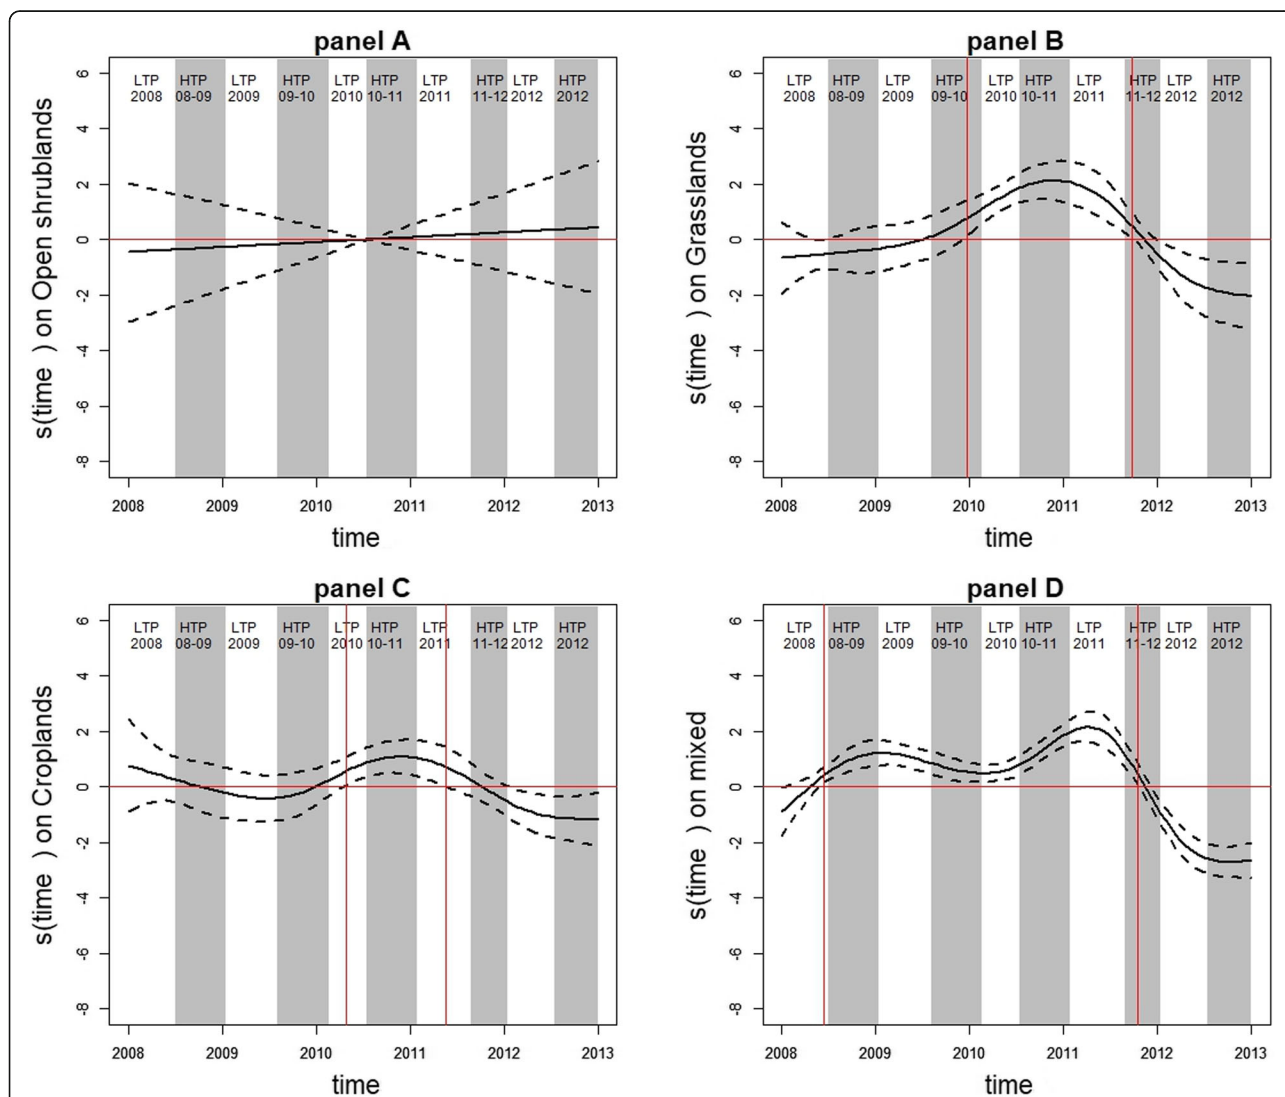 panel A
6
4
2
0
-2
-4
-6
-8
s(time ) on Open shrublands
LTP HTP LTP HTP LTP HTP LTP HTP LTP HTP
2008 08-09 2009 09-10 2010 10-11 2011 11-12 2012 2012
2008 2009 2010 2011 2012 2013
time
panel B
6
4
2
0
-2
-4
-6
-8
s(time ) on Grasslands
LTP HTP LTP HTP LTP HTP LTP HTP LTP HTP
2008 08-09 2009 09-10 2010 10-11 2011 11-12 2012 2012
2008 2009 2010 2011 2012 2013
time
panel C
6
4
2
0
-2
-4
-6
-8
s(time ) on Croplands
LTP HTP LTP HTP LTP HTP LTP HTP LTP HTP
2008 08-09 2009 09-10 2010 10-11 2011 11-12 2012 2012
2008 2009 2010 2011 2012 2013
time
panel D
6
4
2
0
-2
-4
-6
-8
s(time ) on mixed
LTP HTP LTP HTP LTP HTP LTP HTP LTP HTP
2008 08-09 2009 09-10 2010 10-11 2011 11-12 2012 2012
2008 2009 2010 2011 2012 2013
time